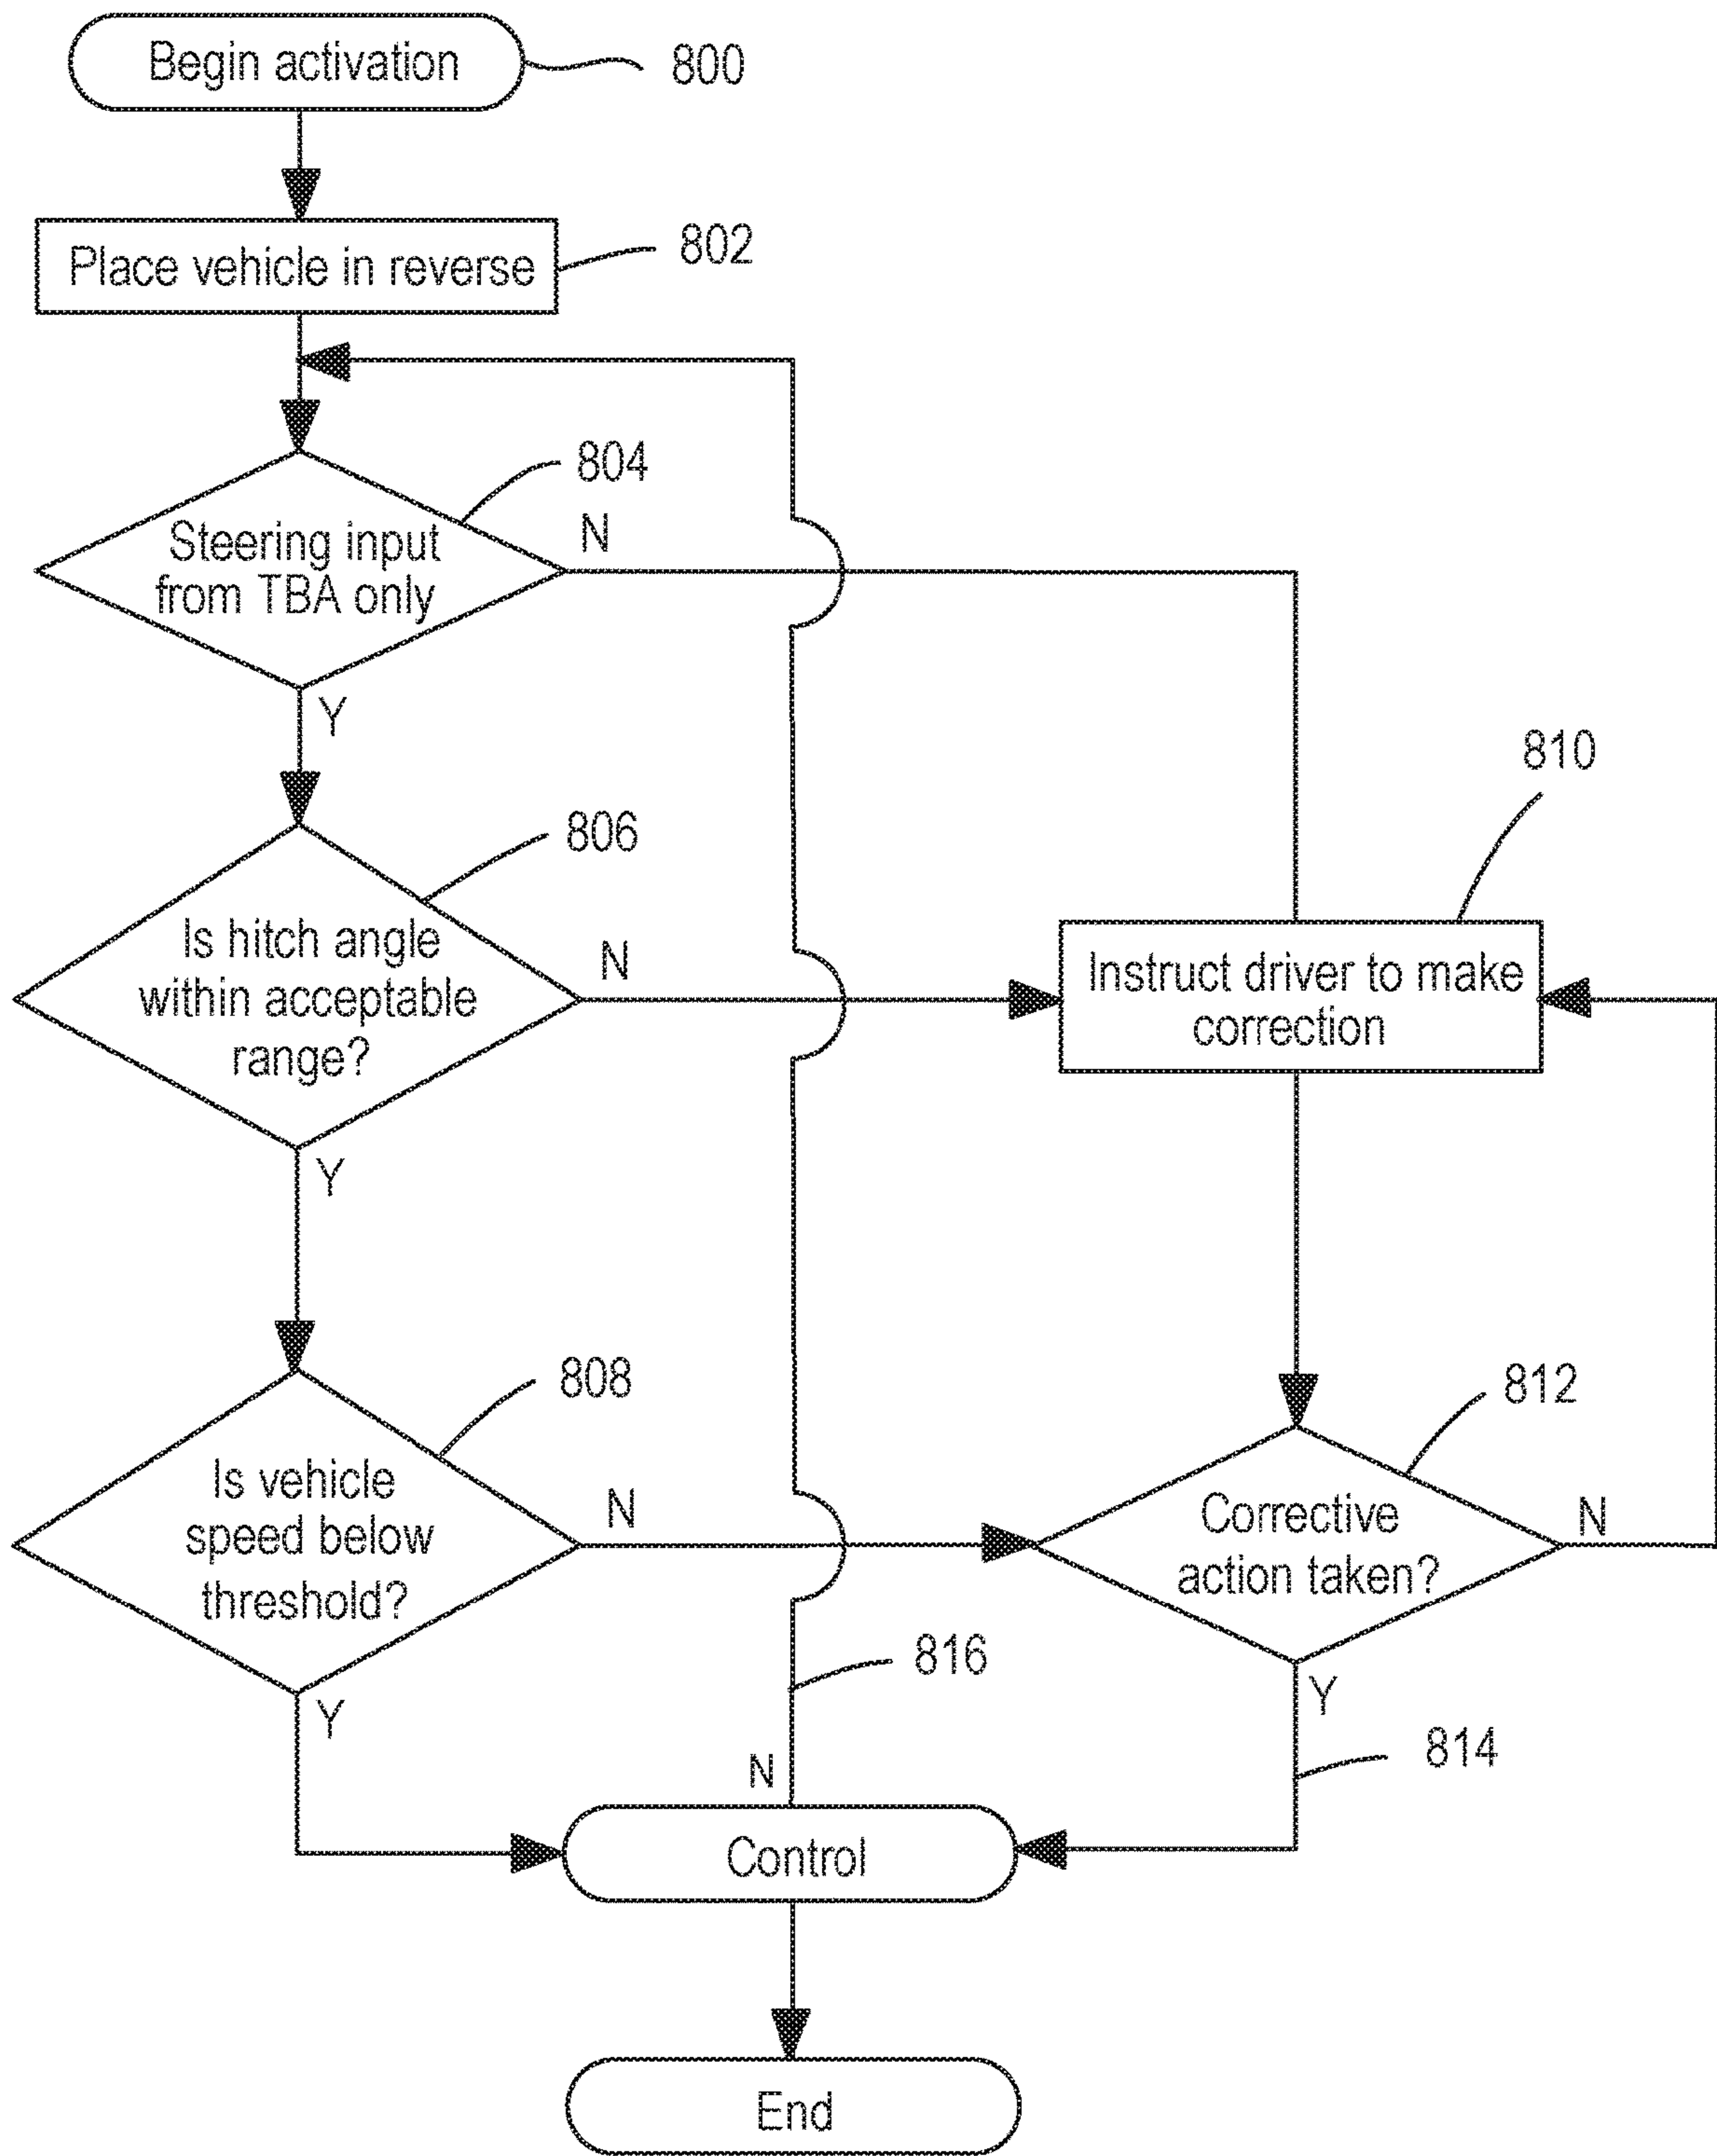 Begin activation
800
Place vehicle in reverse
802
804
Steering input
from TBA only
N
Y
810
806
Is hitch angle
within acceptable
range?
N
Instruct driver to make
correction
Y
808
812
Is vehicle
speed below
threshold?
N
Corrective
action taken?
N
816
Y
Y
814
N
Control
End